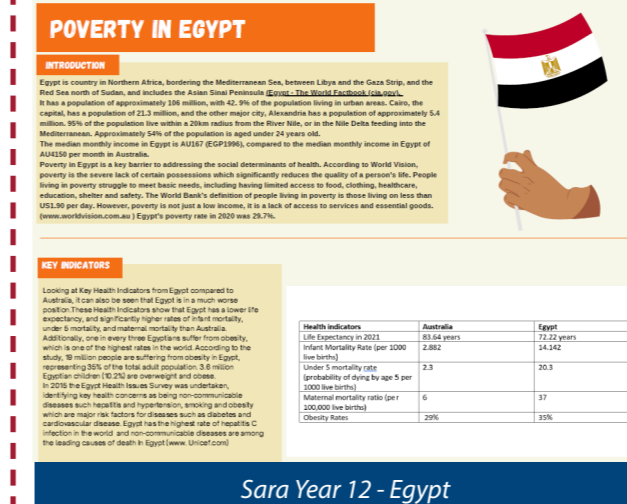 POVERTY IN EGYPT
INTRODUCTION
Egypt is country in Northern Africa, bordering the Mediterranean Sea, between Libya and the Gaza Strip, and the
Red Sea north of Sudan, and includes the Asian Sinai Peninsula (Egypt - The World Factbook (cia.gov).
It has a population of approximately 106 million, with 42. 9% of the population living in urban areas. Cairo, the
capital, has a population of 21.3 million, and the other major city, Alexandria has a population of approximately 5.4
million. 95% of the population live within a 20km radius from the River Nile, or in the Nile Delta feeding into the
Mediterranean. Approximately 54% of the population is aged under 24 years old.
The median monthly income in Egypt is AU167 (EGP1996), compared to the median monthly income in Egypt of
AU4150 per month in Australia.
Poverty in Egypt is a key barrier to addressing the social determinants of health. According to World Vision,
poverty is the severe lack of certain possessions which significantly reduces the quality of a person's life. People
living in poverty struggle to meet basic needs, including having limited access to food, clothing, healthcare,
education, shelter and safety. The World Bank's definition of people living in poverty is those living on less than
US1.90 per day. However, poverty is not just a low income, it is a lack of access to services and essential goods.
(www.worldvision.com.au ) Egypt's poverty rate in 2020 was 29.7%.
KEY INDICATORS
Looking at Key Health Indicators from Egypt compared to
Australia, it can also be seen that Egypt is in a much worse
position.These Health Indicators show that Egypt has a lower life
expectancy, and significantly higher rates of infant mortality,
under 5 mortality, and maternal mortality than Australia.
Additionally, one in every three Egyptians suffer from obesity,
which is one of the highest rates in the world. According to the
study, 19 million people are suffering from obesity in Egypt,
representing 35% of the total adult population. 3.6 million
Egyptian children (10.2%) are overweight and obese.
In 2015 the Egypt Health Issues Survey was undertaken,
identifying key health concerns as being non-communicable
diseases such hepatitis and hypertension, smoking and obesity
which are major risk factors for diseases such as diabetes and
cardiovascular disease. Egypt has the highest rate of hepatitis C
infection in the world and non-communicable diseases are among
the leading causes of death in Egypt (www. Unicef.com)
Health indicators Australia Egypt
Life Expectancy in 2021 83.64 years 72.22 years
Infant Mortality Rate (per 1000 2.882 14.142
live births)
Under 5 mortality rate 2.3 20.3
(probability of dying by age 5 per
1000 live births)
Maternal mortality ratio (per 6 37
100,000 live births)
Obesity Rates 29% 35%
Sara Year 12 - Egypt